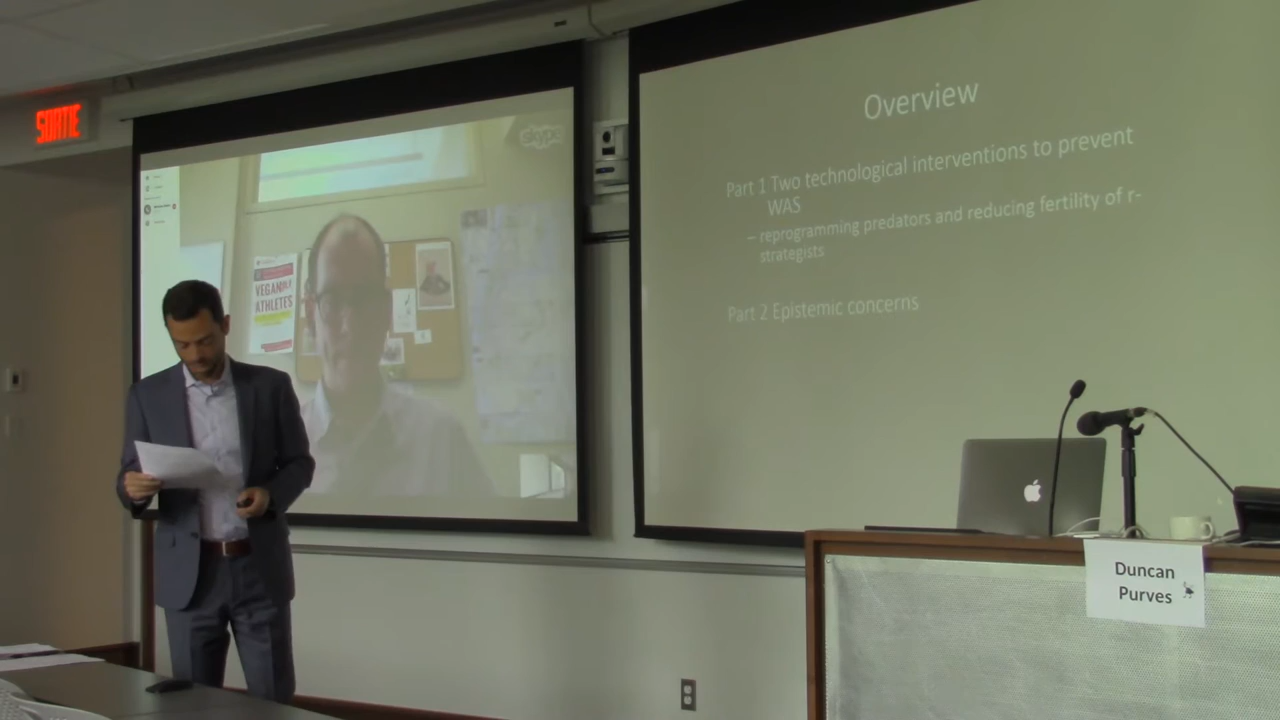 SORTIE
skype
VEGAN
ATHLETES
Overview
Part 1 Two technological interventions to prevent
WAS
– reprogramming predators and reducing fertility of r-
strategists
Part 2 Epistemic concerns
Duncan
Purves